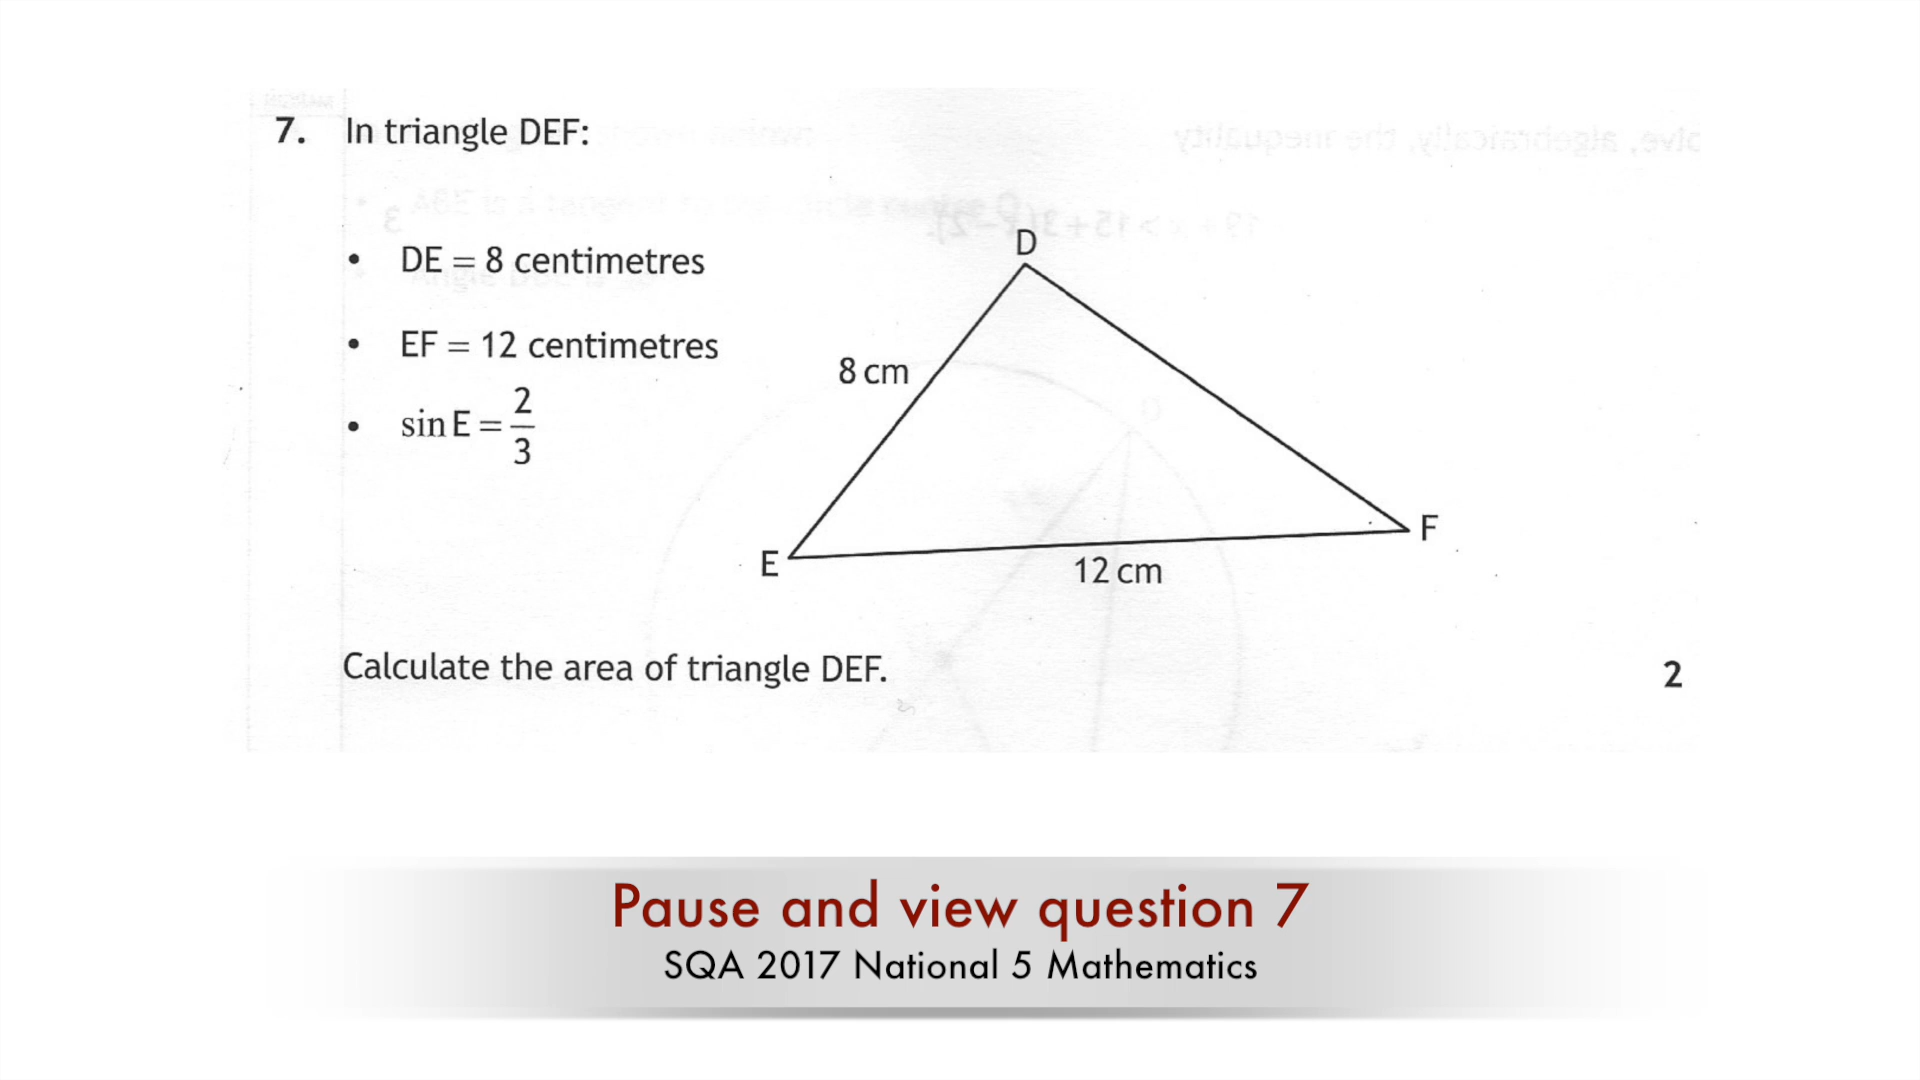 7. In triangle DEF:
• DE = 8 centimetres
• EF = 12 centimetres
• sin E = 2/3
D
8 cm
E
F
12 cm
Calculate the area of triangle DEF.
2
Pause and view question 7
SQA 2017 National 5 Mathematics